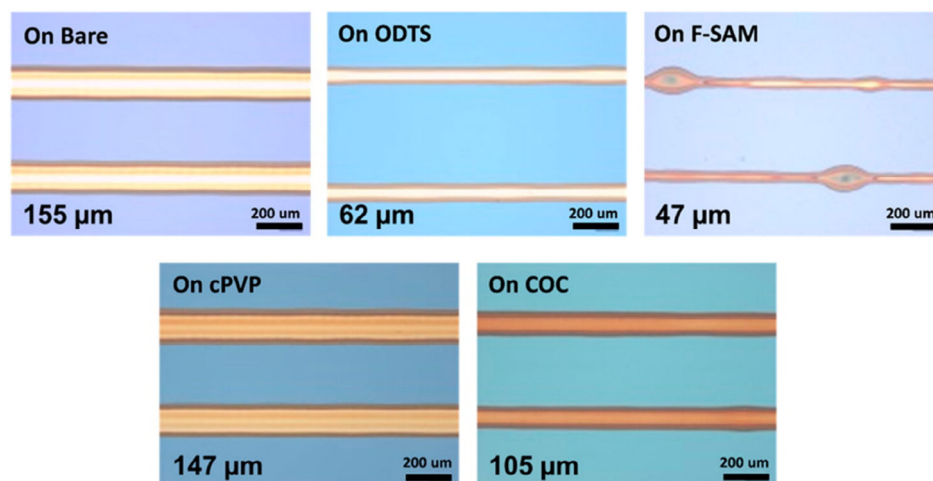 On Bare
155 µm
200 um
On ODTS
62 µm
200 um
On F-SAM
47 µm
200 um
On cPVP
147 µm
200 um
On COC
105 µm
200 um